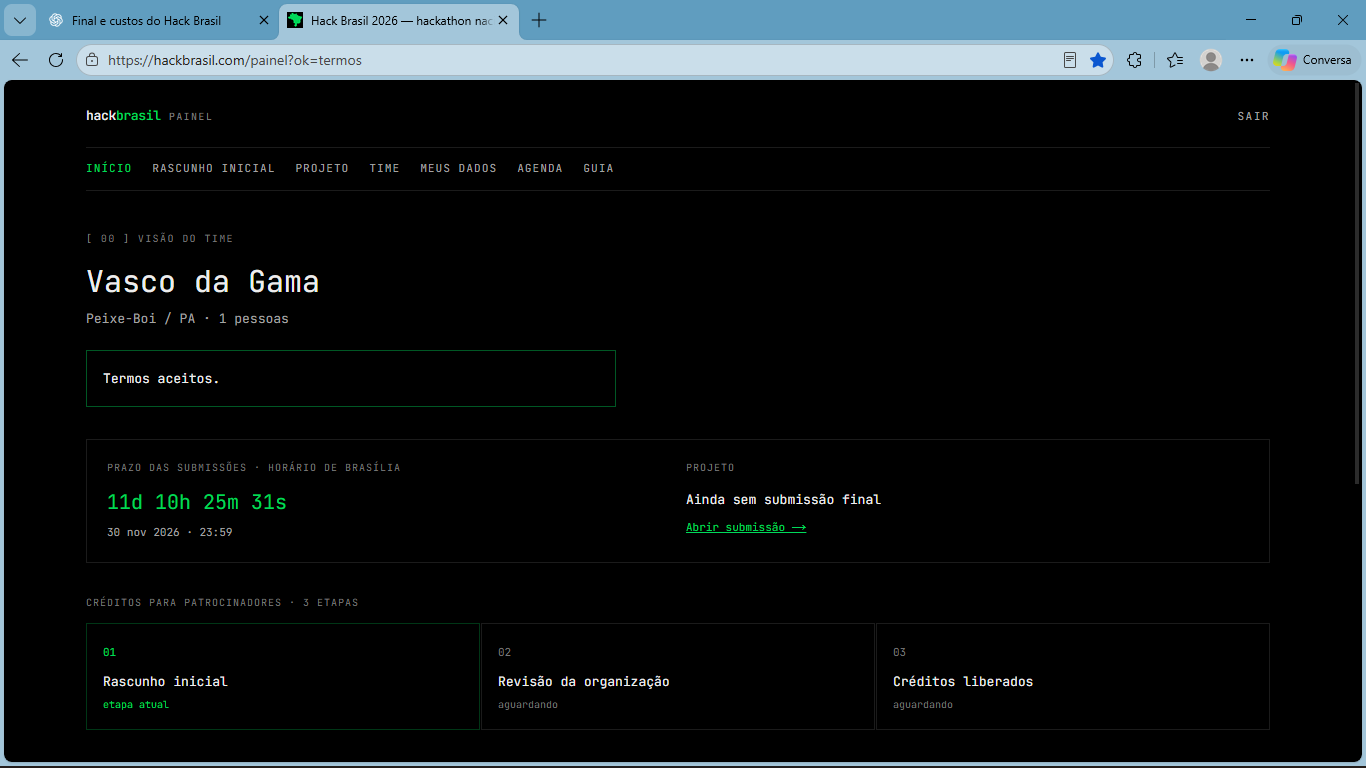 Final e custos do Hack Brasil
Hack Brasil 2026 — hackathon nac
https://hackbrasil.com/painel?ok=termos
Conversa
hackbrasil PAINEL
SAIR
INÍCIO RASCUNHO INICIAL PROJETO TIME MEUS DADOS AGENDA GUIA
[ 00 ] VISÃO DO TIME
Vasco da Gama
Peixe-Boi / PA · 1 pessoas
Termos aceitos.
PRAZO DAS SUBMISSÕES · HORÁRIO DE BRASÍLIA
11d 10h 25m 31s
30 nov 2026 · 23:59
PROJETO
Ainda sem submissão final
Abrir submissão →
CRÉDITOS PARA PATROCINADORES · 3 ETAPAS
01
Rascunho inicial
etapa atual
02
Revisão da organização
aguardando
03
Créditos liberados
aguardando